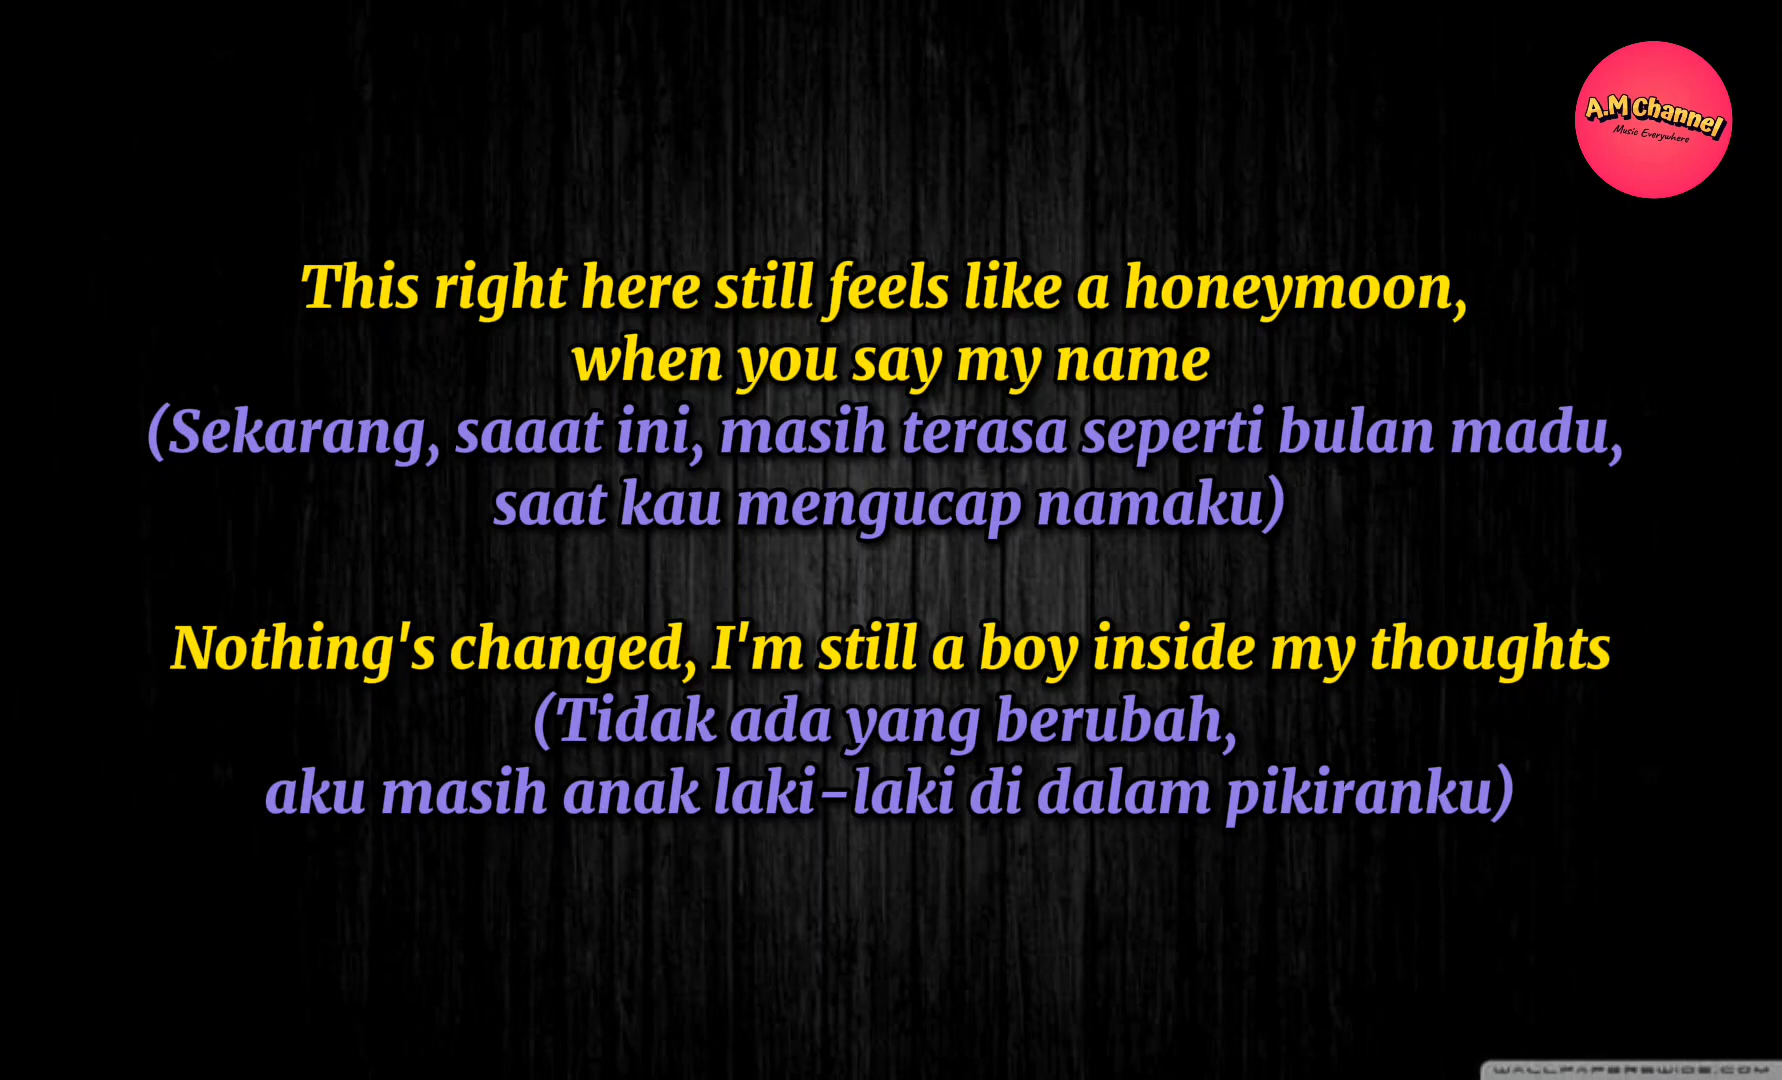 A.M Channel
Music Everywhere
This right here still feels like a honeymoon,
when you say my name
(Sekarang, saaat ini, masih terasa seperti bulan madu,
saat kau mengucap namaku)
Nothing's changed, I'm still a boy inside my thoughts
(Tidak ada yang berubah,
aku masih anak laki-laki di dalam pikiranku)
WALLPAPERSWIDE.COM